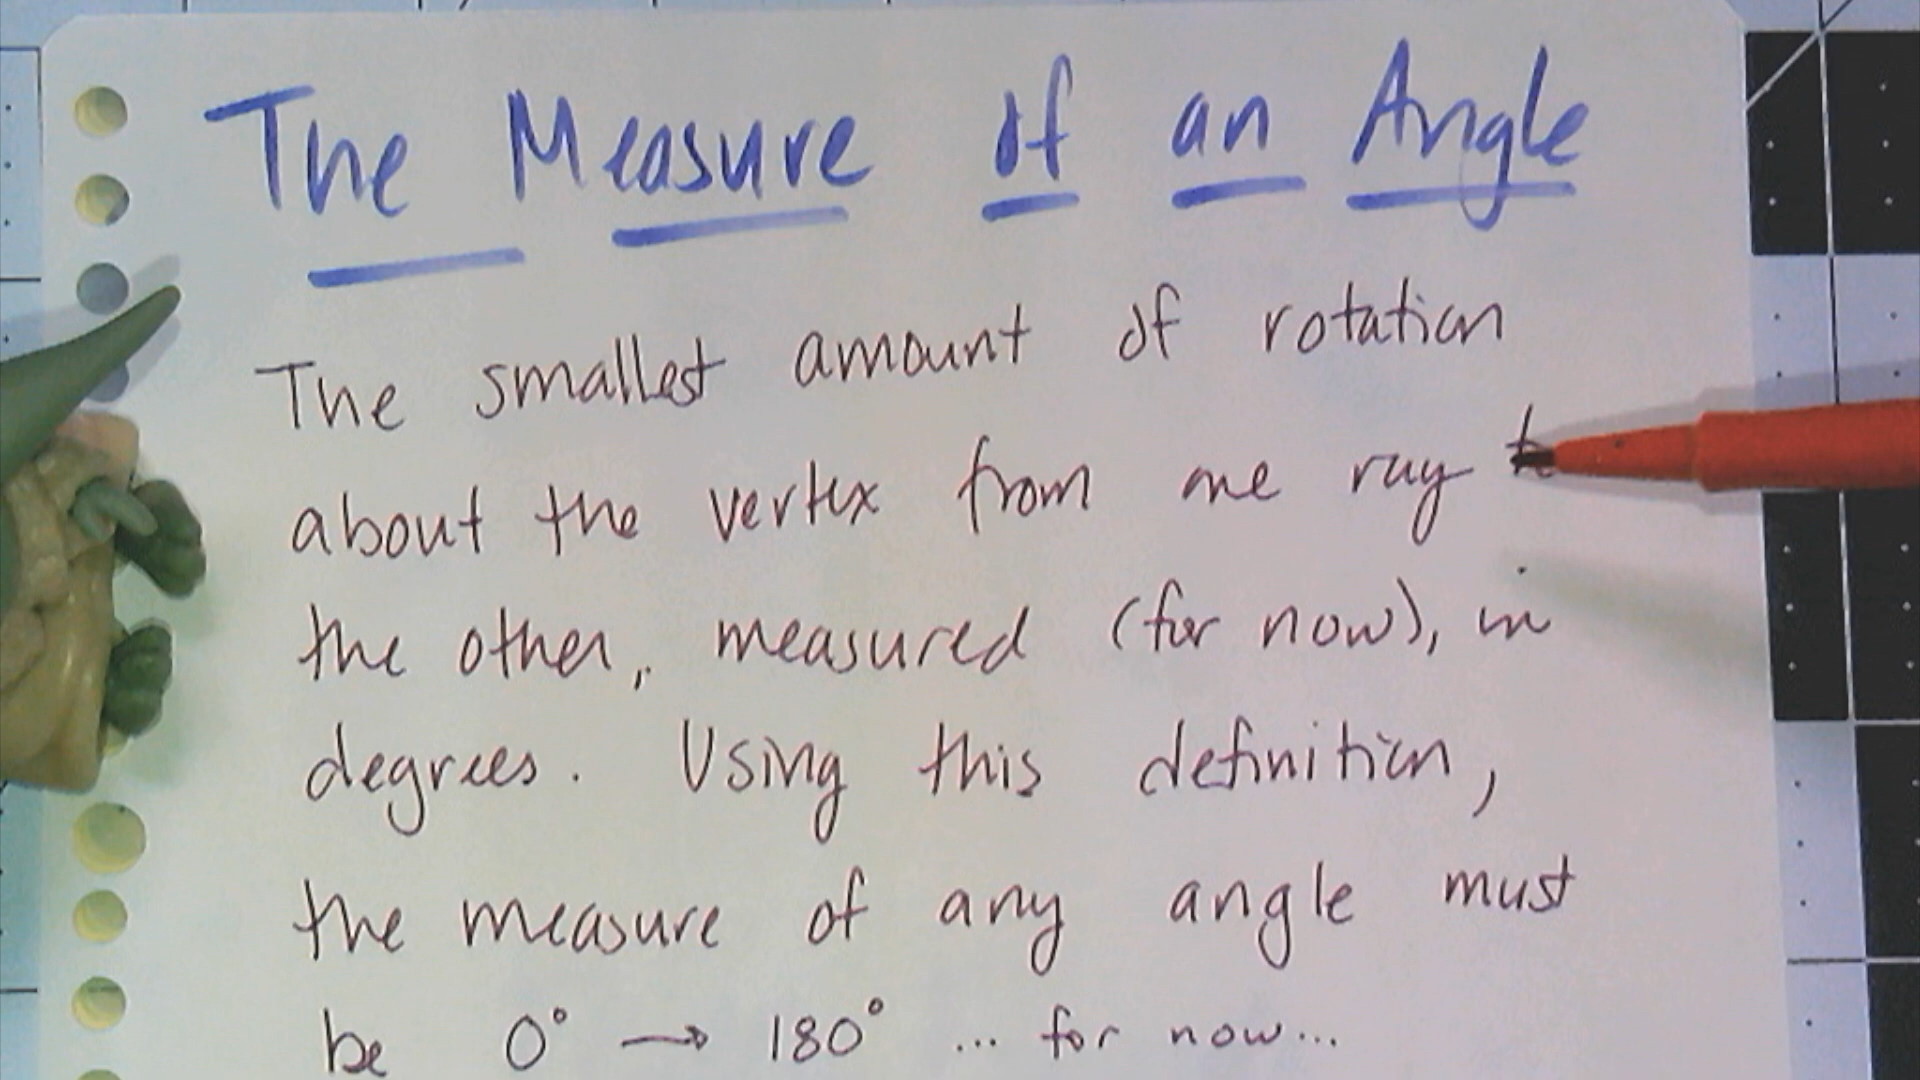 The Measure of an Angle
The smallest amount of rotation
about the vertex from one ray to
the other, measured (for now), in
degrees. Using this definition,
the measure of any angle must
be 0° → 180° ... for now...